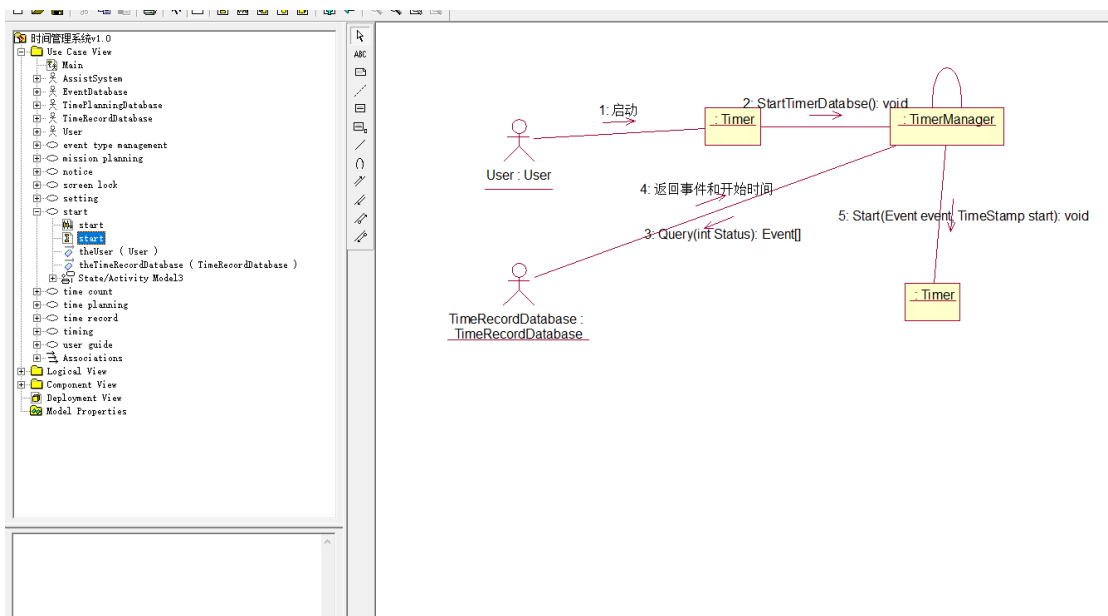 时间管理系统v1.0
Use Case View
Main
AssistSystem
EventDatabase
TimePlanningDatabase
TimeRecordDatabase
User
event type management
mission planning
notice
screen lock
setting
start
start
start
theUser ( User )
theTimeRecordDatabase ( TimeRecordDatabase )
State/Activity Model3
time count
time planning
time record
timing
user guide
Associations
Logical View
Component View
Deployment View
Model Properties
ABC
1: 启动
2: StartTimerDatabse(): void
: Timer
: TimerManager
User : User
4: 返回事件和开始时间
3: Query(int Status): Event[]
5: Start(Event event, TimeStamp start): void
: Timer
TimeRecordDatabase :
TimeRecordDatabase